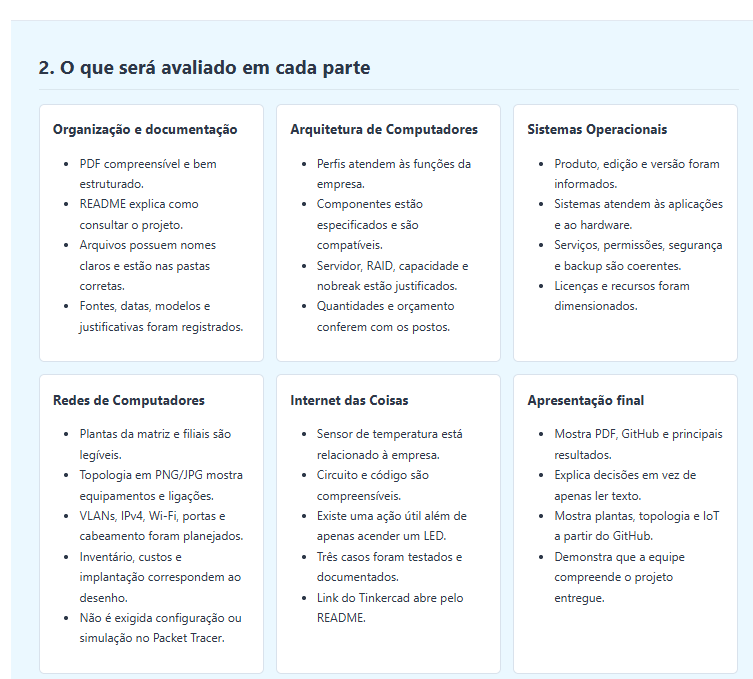 2. O que será avaliado em cada parte
Organização e documentação
PDF compreensível e bem
estruturado.
README explica como
consultar o projeto.
Arquivos possuem nomes
claros e estão nas pastas
corretas.
Fontes, datas, modelos e
justificativas foram registrados.
Arquitetura de Computadores
Perfis atendem às funções da
empresa.
Componentes estão
especificados e são
compatíveis.
Servidor, RAID, capacidade e
nobreak estão justificados.
Quantidades e orçamento
conferem com os postos.
Sistemas Operacionais
Produto, edição e versão foram
informados.
Sistemas atendem às aplicações
e ao hardware.
Serviços, permissões, segurança
e backup são coerentes.
Licenças e recursos foram
dimensionados.
Redes de Computadores
Plantas da matriz e filiais são
legíveis.
Topologia em PNG/JPG mostra
equipamentos e ligações.
VLANs, IPv4, Wi-Fi, portas e
cabeamento foram planejados.
Inventário, custos e
implantação correspondem ao
desenho.
Não é exigida configuração ou
simulação no Packet Tracer.
Internet das Coisas
Sensor de temperatura está
relacionado à empresa.
Circuito e código são
compreensíveis.
Existe uma ação útil além de
apenas acender um LED.
Três casos foram testados e
documentados.
Link do Tinkercad abre pelo
README.
Apresentação final
Mostra PDF, GitHub e principais
resultados.
Explica decisões em vez de
apenas ler texto.
Mostra plantas, topologia e IoT
a partir do GitHub.
Demonstra que a equipe
compreende o projeto
entregue.